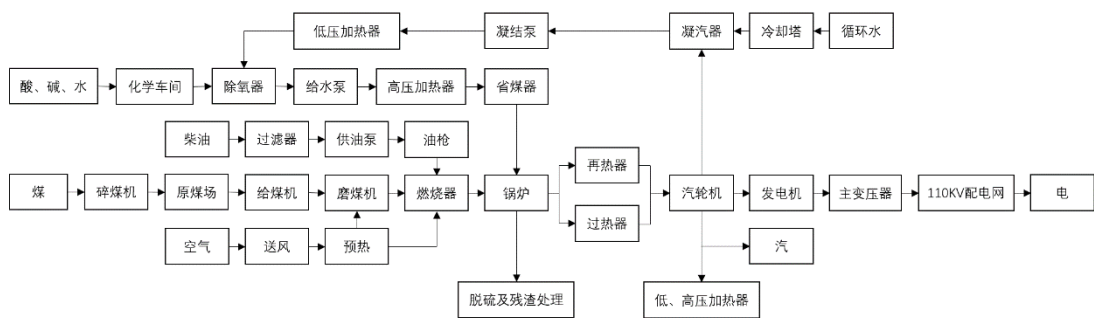 低压加热器
凝结泵
凝汽器
冷却塔
循环水
酸、碱、水
化学车间
除氧器
给水泵
高压加热器
省煤器
柴油
过滤器
供油泵
油枪
再热器
煤
碎煤机
原煤场
给煤机
磨煤机
燃烧器
锅炉
汽轮机
发电机
主变压器
110KV配电网
电
过热器
空气
送风
预热
汽
脱硫及残渣处理
低、高压加热器